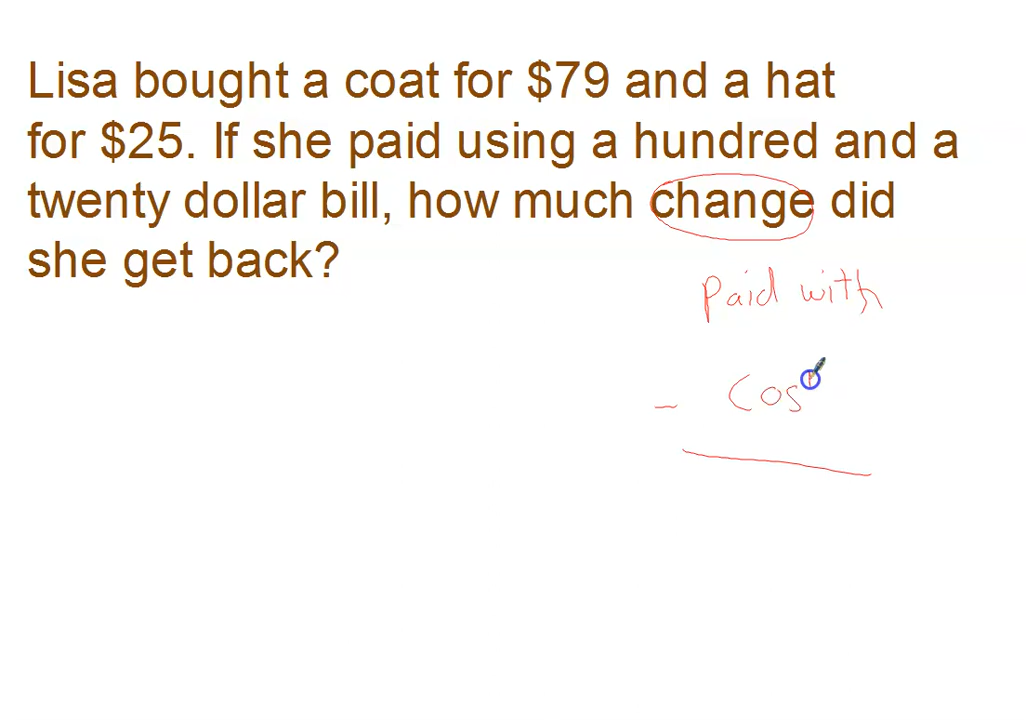 Lisa bought a coat for $79 and a hat
for $25. If she paid using a hundred and a
twenty dollar bill, how much change did
she get back?
Paid with
- Cost